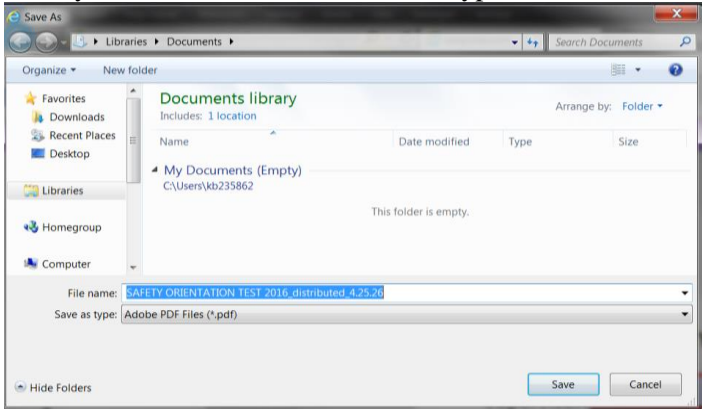 Save As
Libraries Documents
Search Documents
Organize
New folder
Favorites
Downloads
Recent Places
Desktop
Libraries
Homegroup
Computer
Documents library
Includes: 1 location
Arrange by: Folder
Name Date modified Type Size
My Documents (Empty)
C:\Users\kb235862
This folder is empty.
File name: SAFETY ORIENTATION TEST 2016_distributed_4.25.26
Save as type: Adobe PDF Files (*.pdf)
Hide Folders
Save Cancel